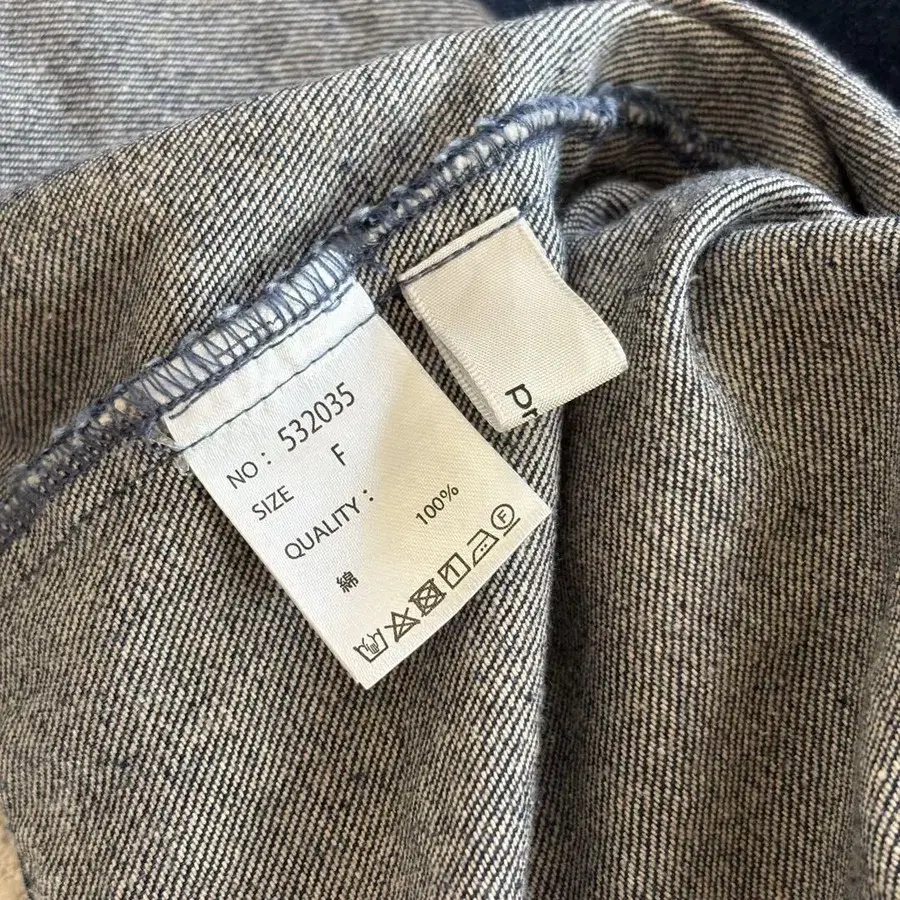 NO： 532035
SIZE F
QUALITY：
綿 100%
F